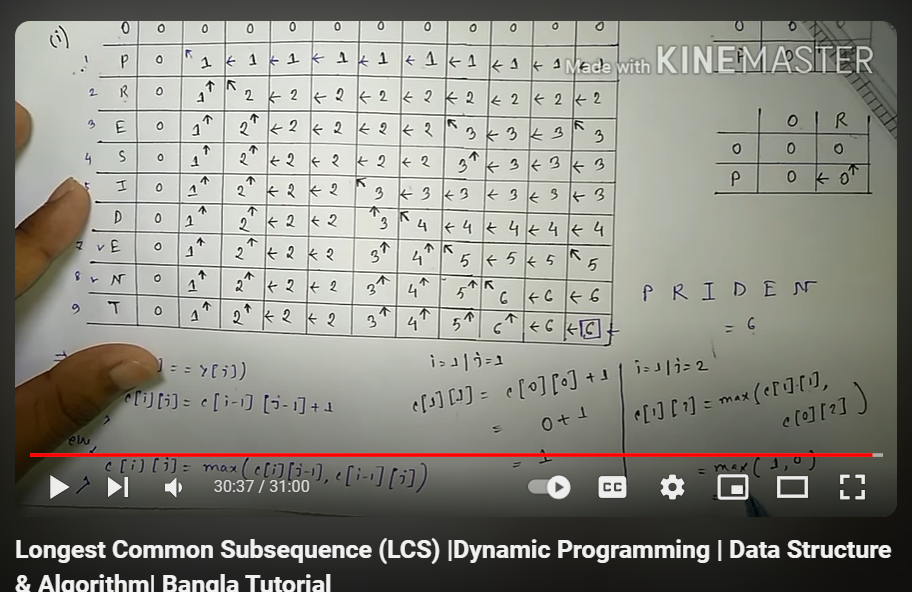 (i)
0 0 0 0 0 0 0 0 0 0 0 0
1 P 0 ↖1 ←1 ←1 ←1 ←1 ←1 ←1 ←1 ←1
2 R 0 1↑ ↖2 ←2 ←2 ←2 ←2 ←2 ←2 ←2 ←2
3 E 0 1↑ 2↑ ←2 ←2 ←2 ←2 ↖3 ←3 ←3 ↖3
4 S 0 1↑ 2↑ ←2 ←2 ←2 ←2 3↑ ←3 ←3 ←3
I 0 1↑ 2↑ ←2 ←2 ↖3 ←3 ←3 ←3 ←3 ←3
D 0 1↑ 2↑ ←2 ←2 ↑3 ↖4 ←4 ←4 ←4 ←4
7 v E 0 1↑ 2↑ ←2 ←2 3↑ 4↑ ↖5 ←5 ←5 ↖5
8 v N 0 1↑ 2↑ ←2 ←2 3↑ 4↑ 5↑ ↖6 ←6 ←6
9 T 0 1↑ 2↑ ←2 ←2 3↑ 4↑ 5↑ 6↑ ←6 ←6 ←
Made with KINEMASTER
0 R
0 0 0
P 0 ←0↑
P R I D E N
= 6
] == Y[j])
c[i][j] = c[i-1][j-1]+1
c[i][j] = max(c[i][j-1], c[i-1][j])
i=1|j=1
c[1][1] = c[0][0]+1
= 0+1
= 1
i=1|j=2
c[1][2] = max(c[1][1],
c[0][2])
= max(1,0)
30:37 / 31:00
CC
Longest Common Subsequence (LCS) |Dynamic Programming | Data Structure
& Algorithm| Bangla Tutorial